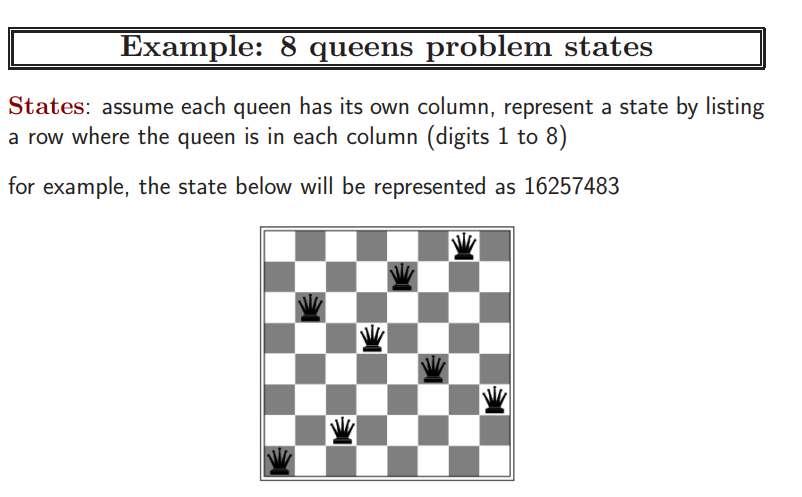 Example: 8 queens problem states
States: assume each queen has its own column, represent a state by listing
a row where the queen is in each column (digits 1 to 8)
for example, the state below will be represented as 16257483